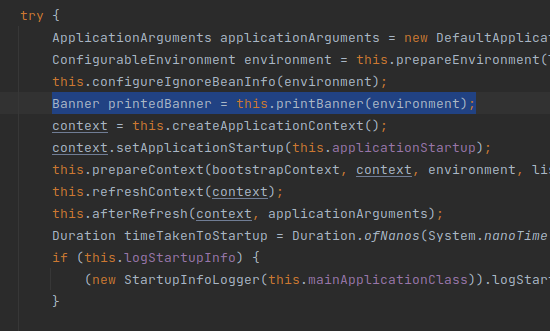 try {
ApplicationArguments applicationArguments = new DefaultApplicat
ConfigurableEnvironment environment = this.prepareEnvironment(
this.configureIgnoreBeanInfo(environment);
Banner printedBanner = this.printBanner(environment);
context = this.createApplicationContext();
context.setApplicationStartup(this.applicationStartup);
this.prepareContext(bootstrapContext, context, environment, lis
this.refreshContext(context);
this.afterRefresh(context, applicationArguments);
Duration timeTakenToStartup = Duration.ofNanos(System.nanoTime
if (this.logStartupInfo) {
(new StartupInfoLogger(this.mainApplicationClass)).logStar
}